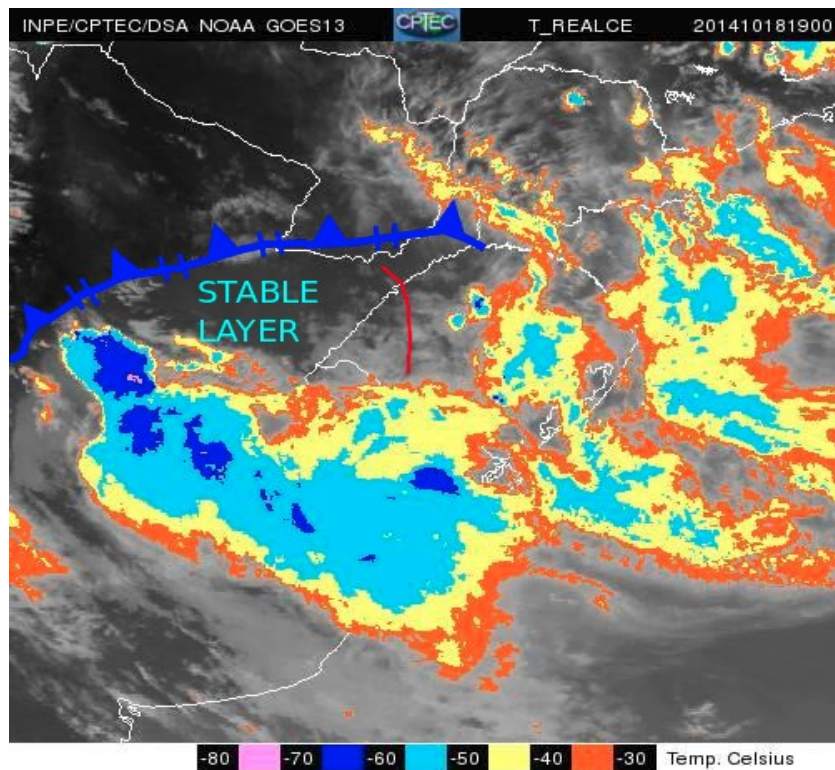 INPE/CPTEC/DSA NOAA GOES13 CPTEC T_REALCE 201410181900
STABLE
LAYER
-80 -70 -60 -50 -40 -30 Temp. Celsius